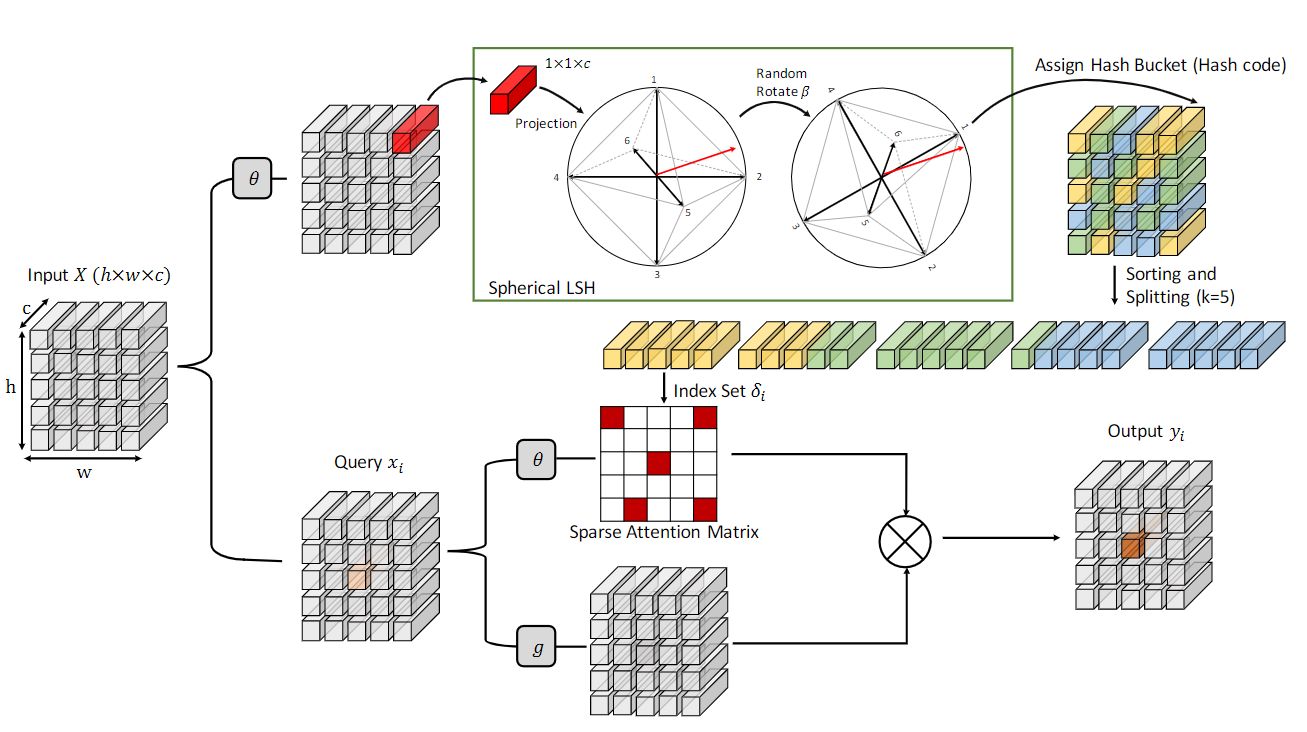 1×1×c
Projection
1
2
3
4
5
6
Random
Rotate β
1
2
3
4
5
6
Spherical LSH
Assign Hash Bucket (Hash code)
θ
Input X (h×w×c)
c
h
w
Sorting and
Splitting (k=5)
Index Set δᵢ
Query xᵢ
θ
Sparse Attention Matrix
g
Output yᵢ